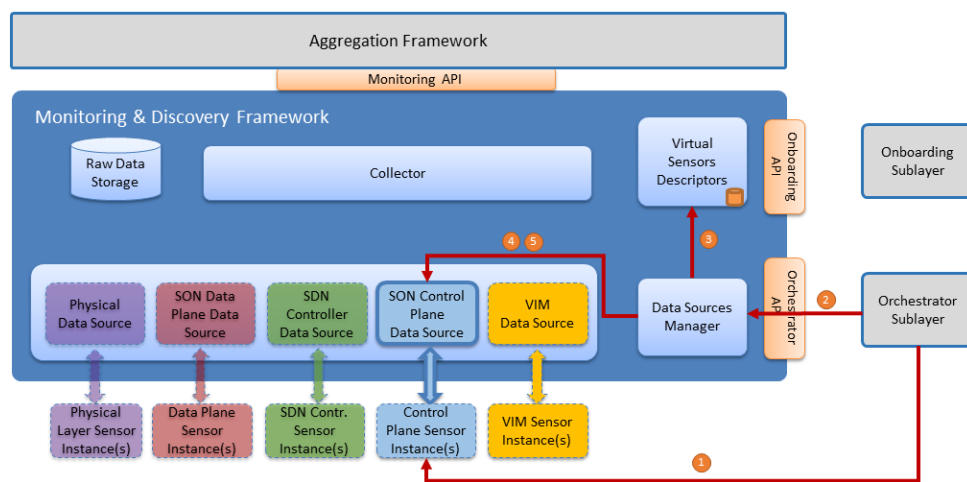 Aggregation Framework
Monitoring API
Monitoring & Discovery Framework
Raw Data
Storage
Collector
Virtual
Sensors
Descriptors
Onboarding
API
Onboarding
Sublayer
4
5
3
Physical
Data Source
SON Data
Plane Data
Source
SDN
Controller
Data Source
SON Control
Plane
Data Source
VIM
Data Source
Data Sources
Manager
Orchestrator
API
2
Orchestrator
Sublayer
Physical
Layer Sensor
Instance(s)
Data Plane
Sensor
Instance(s)
SDN Contr.
Sensor
Instance(s)
Control
Plane Sensor
Instance(s)
VIM Sensor
Instance(s)
1